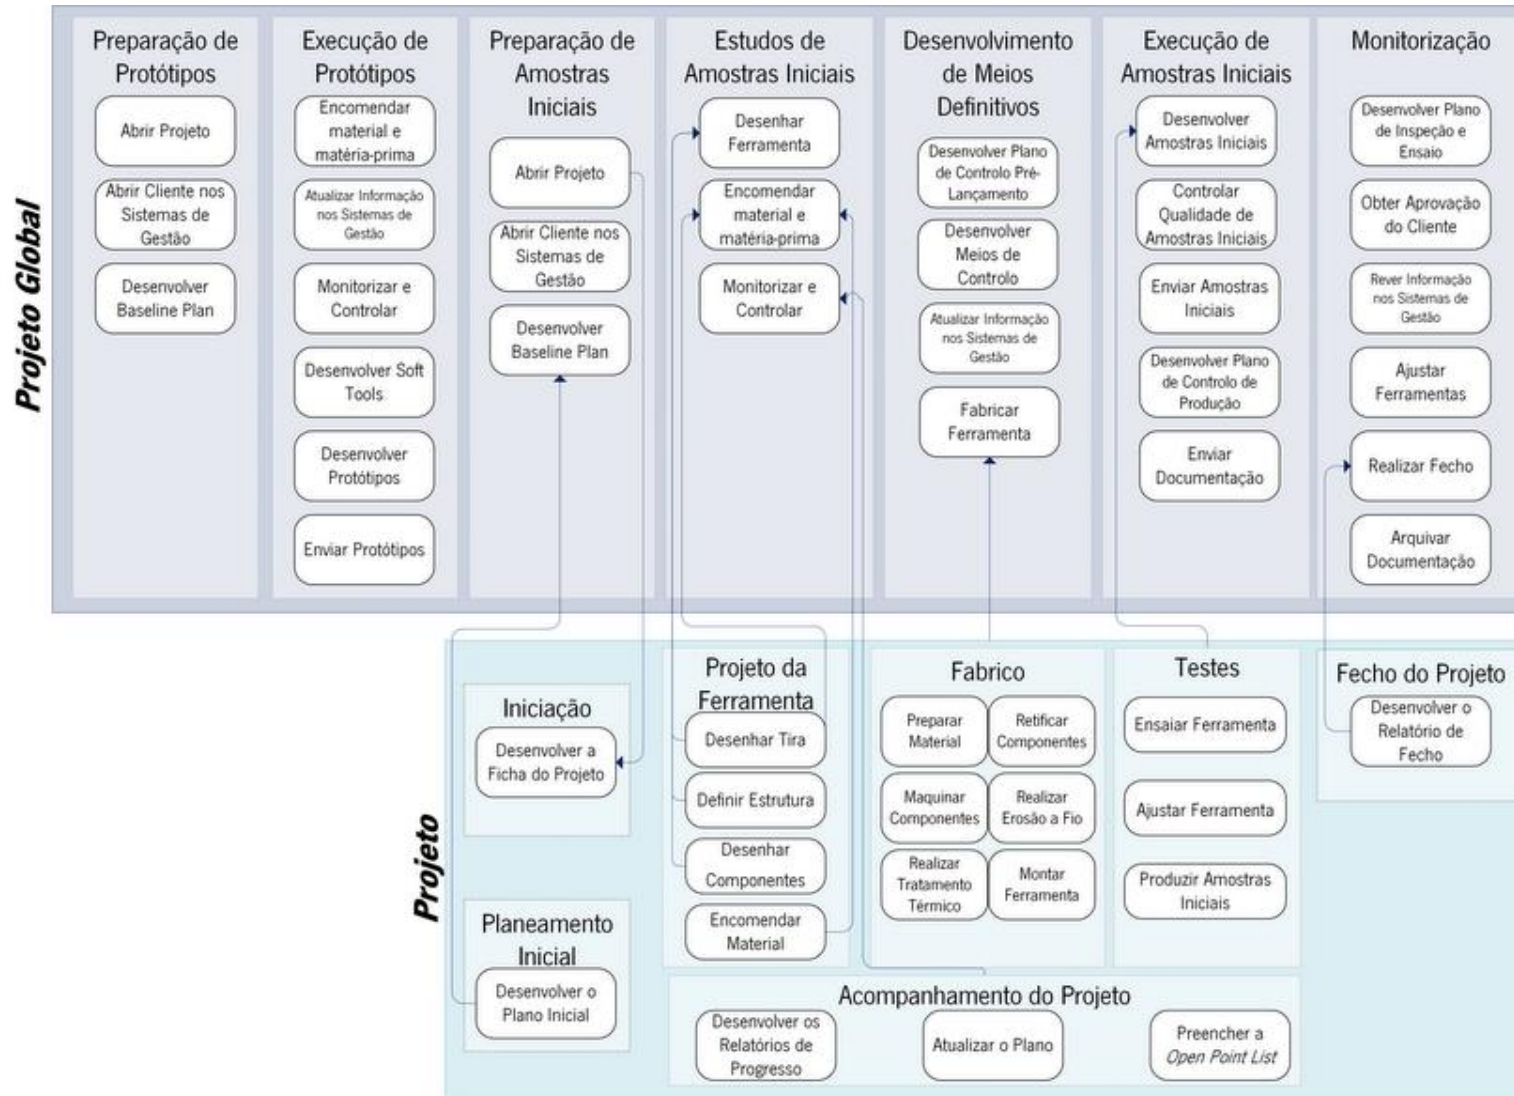 Projeto Global
Preparação de
Protótipos
Abrir Projeto
Abrir Cliente nos
Sistemas de
Gestão
Desenvolver
Baseline Plan
Execução de
Protótipos
Encomendar
material e
matéria-prima
Atualizar Informação
nos Sistemas de
Gestão
Monitorizar e
Controlar
Desenvolver Soft
Tools
Desenvolver
Protótipos
Enviar Protótipos
Preparação de
Amostras
Iniciais
Abrir Projeto
Abrir Cliente nos
Sistemas de
Gestão
Desenvolver
Baseline Plan
Estudos de
Amostras Iniciais
Desenhar
Ferramenta
Encomendar
material e
matéria-prima
Monitorizar e
Controlar
Desenvolvimento
de Meios
Definitivos
Desenvolver Plano
de Controlo Pré-
Lançamento
Desenvolver
Meios de
Controlo
Atualizar Informação
nos Sistemas de
Gestão
Fabricar
Ferramenta
Execução de
Amostras Iniciais
Desenvolver
Amostras Iniciais
Controlar
Qualidade de
Amostras Iniciais
Enviar Amostras
Iniciais
Desenvolver Plano
de Controlo de
Produção
Enviar
Documentação
Monitorização
Desenvolver Plano
de Inspeção e
Ensaio
Obter Aprovação
do Cliente
Rever Informação
nos Sistemas de
Gestão
Ajustar
Ferramentas
Realizar Fecho
Arquivar
Documentação
Projeto
Iniciação
Desenvolver a
Ficha do Projeto
Planeamento
Inicial
Desenvolver o
Plano Inicial
Projeto da
Ferramenta
Desenhar Tira
Definir Estrutura
Desenhar
Componentes
Encomendar
Material
Fabrico
Preparar
Material
Retificar
Componentes
Maquinar
Componentes
Realizar
Erosão a Fio
Realizar
Tratamento
Térmico
Montar
Ferramenta
Testes
Ensaiar Ferramenta
Ajustar Ferramenta
Produzir Amostras
Iniciais
Fecho do Projeto
Desenvolver o
Relatório de
Fecho
Acompanhamento do Projeto
Desenvolver os
Relatórios de
Progresso
Atualizar o Plano
Preencher a
Open Point List